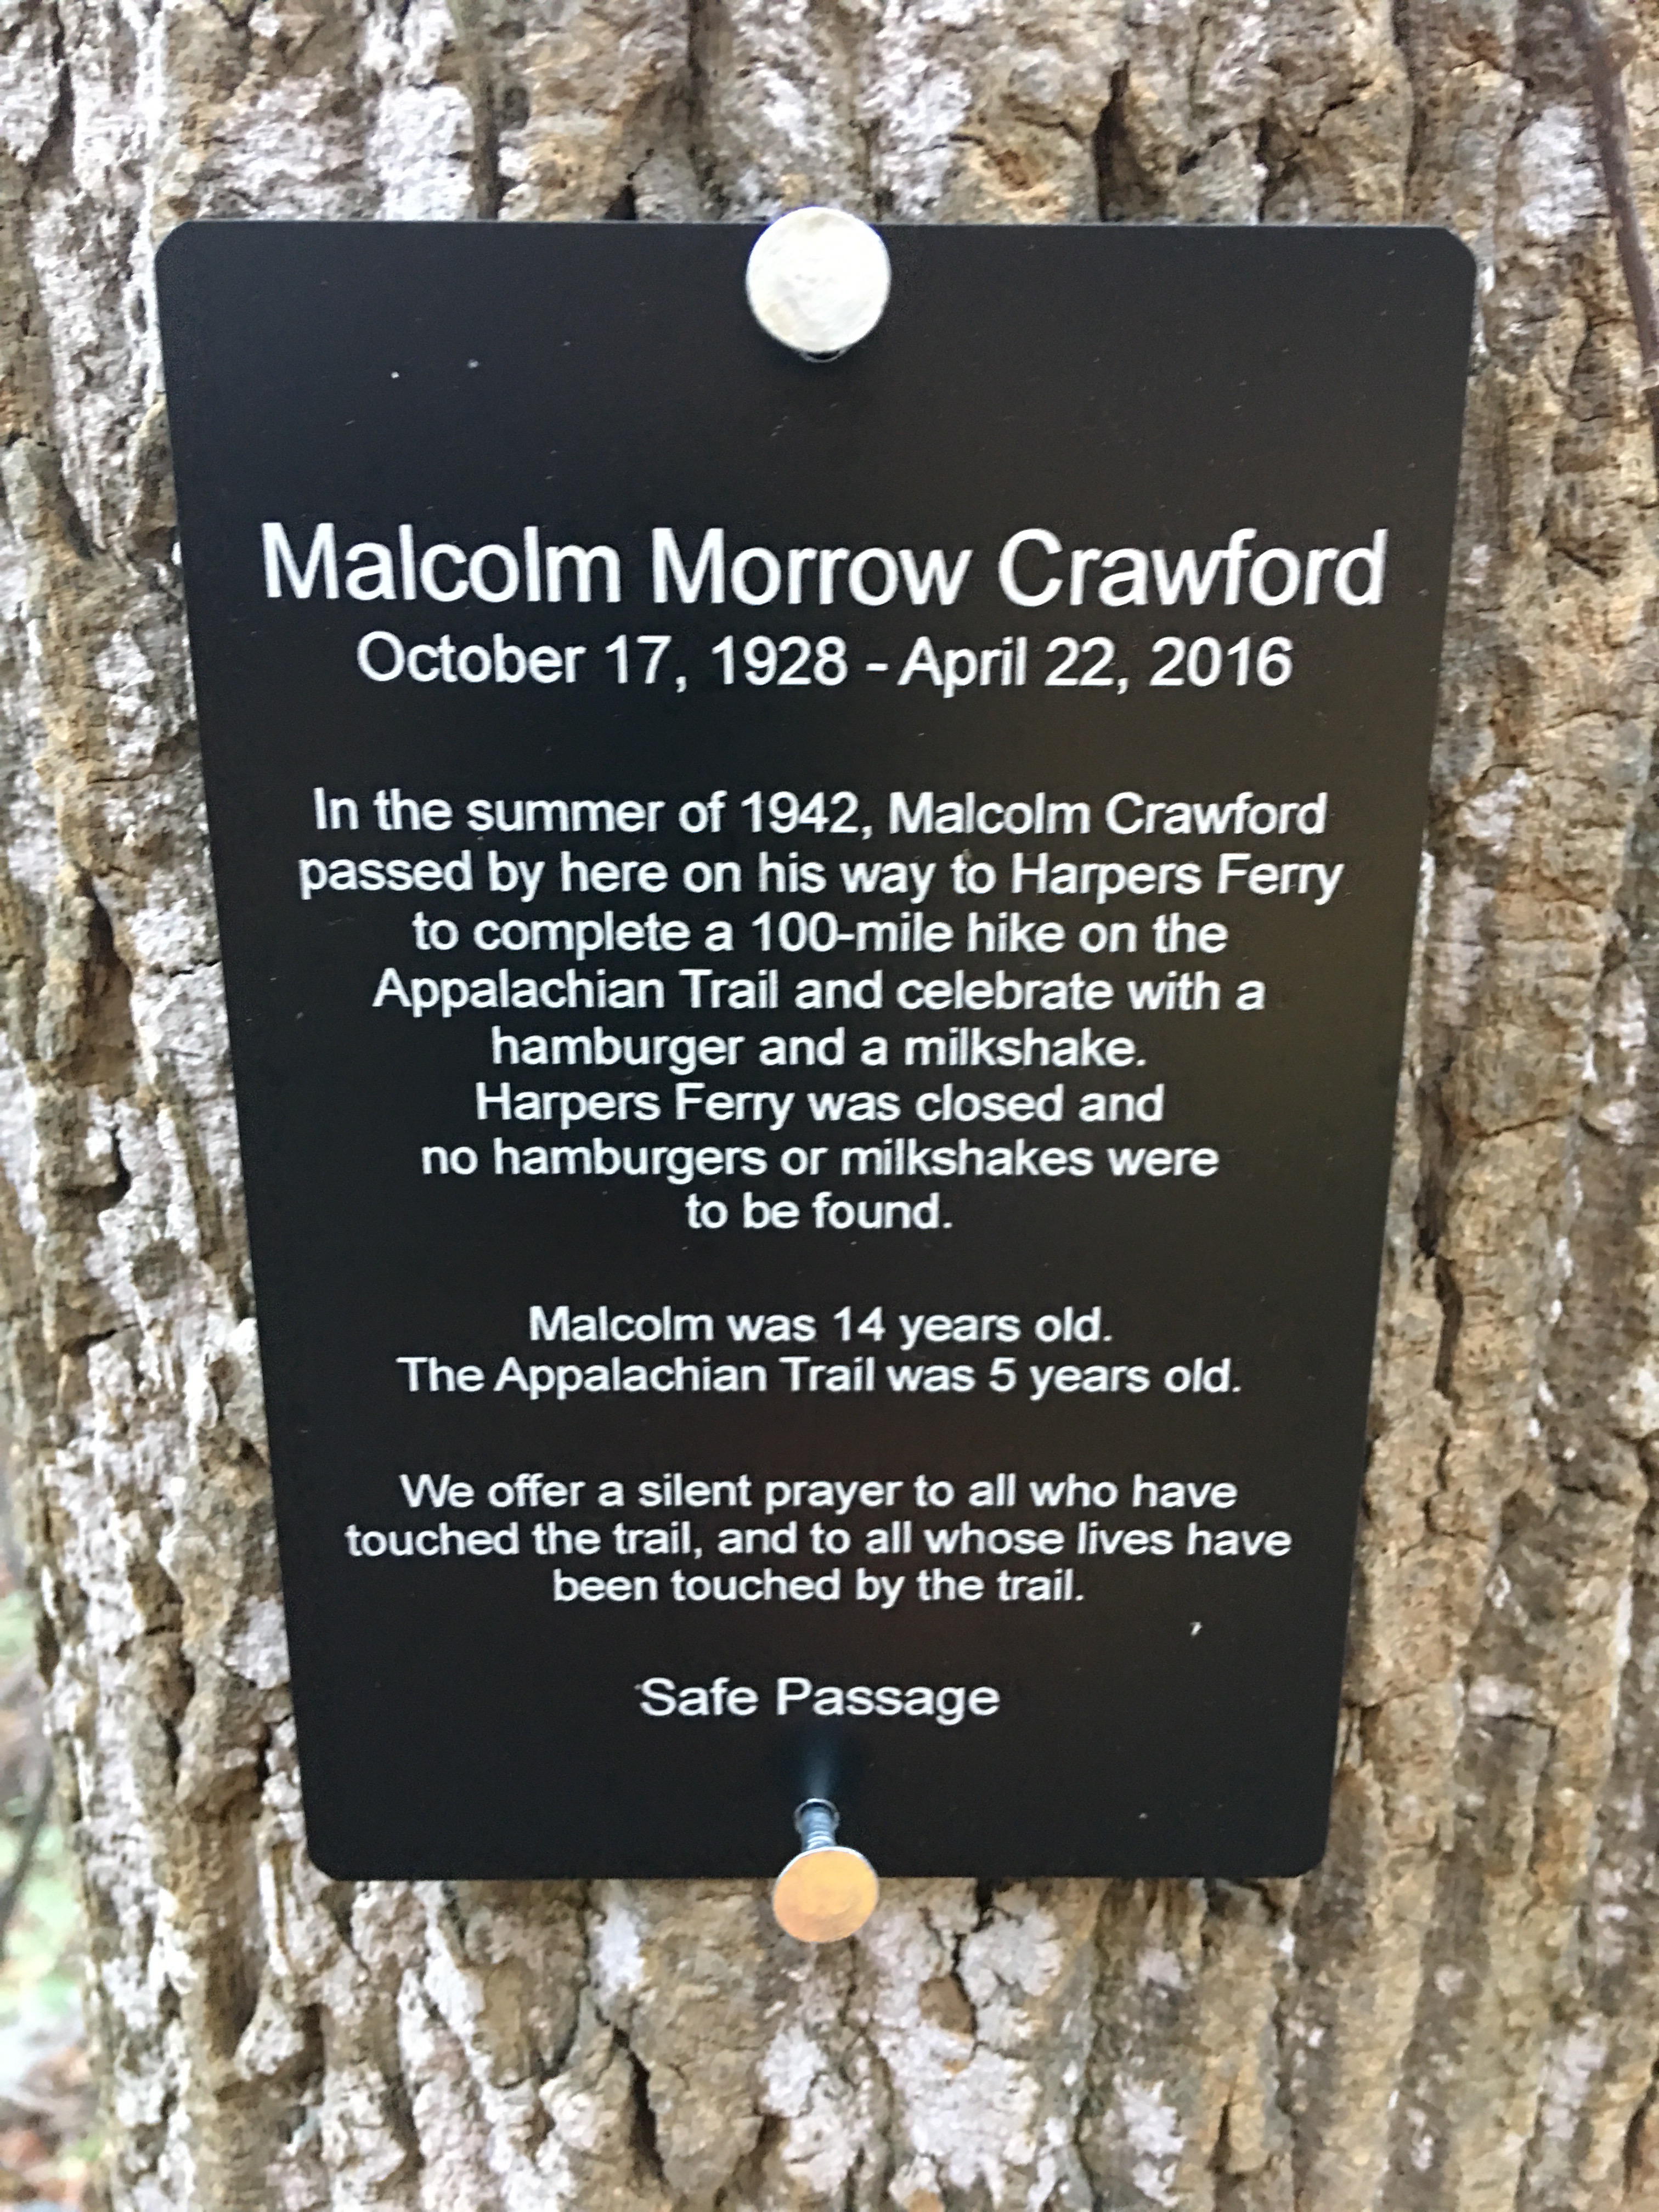 Malcolm Morrow Crawford
October 17, 1928 - April 22, 2016
In the summer of 1942, Malcolm Crawford
passed by here on his way to Harpers Ferry
to complete a 100-mile hike on the
Appalachian Trail and celebrate with a
hamburger and a milkshake.
Harpers Ferry was closed and
no hamburgers or milkshakes were
to be found.
Malcolm was 14 years old.
The Appalachian Trail was 5 years old.
We offer a silent prayer to all who have
touched the trail, and to all whose lives have
been touched by the trail.
Safe Passage